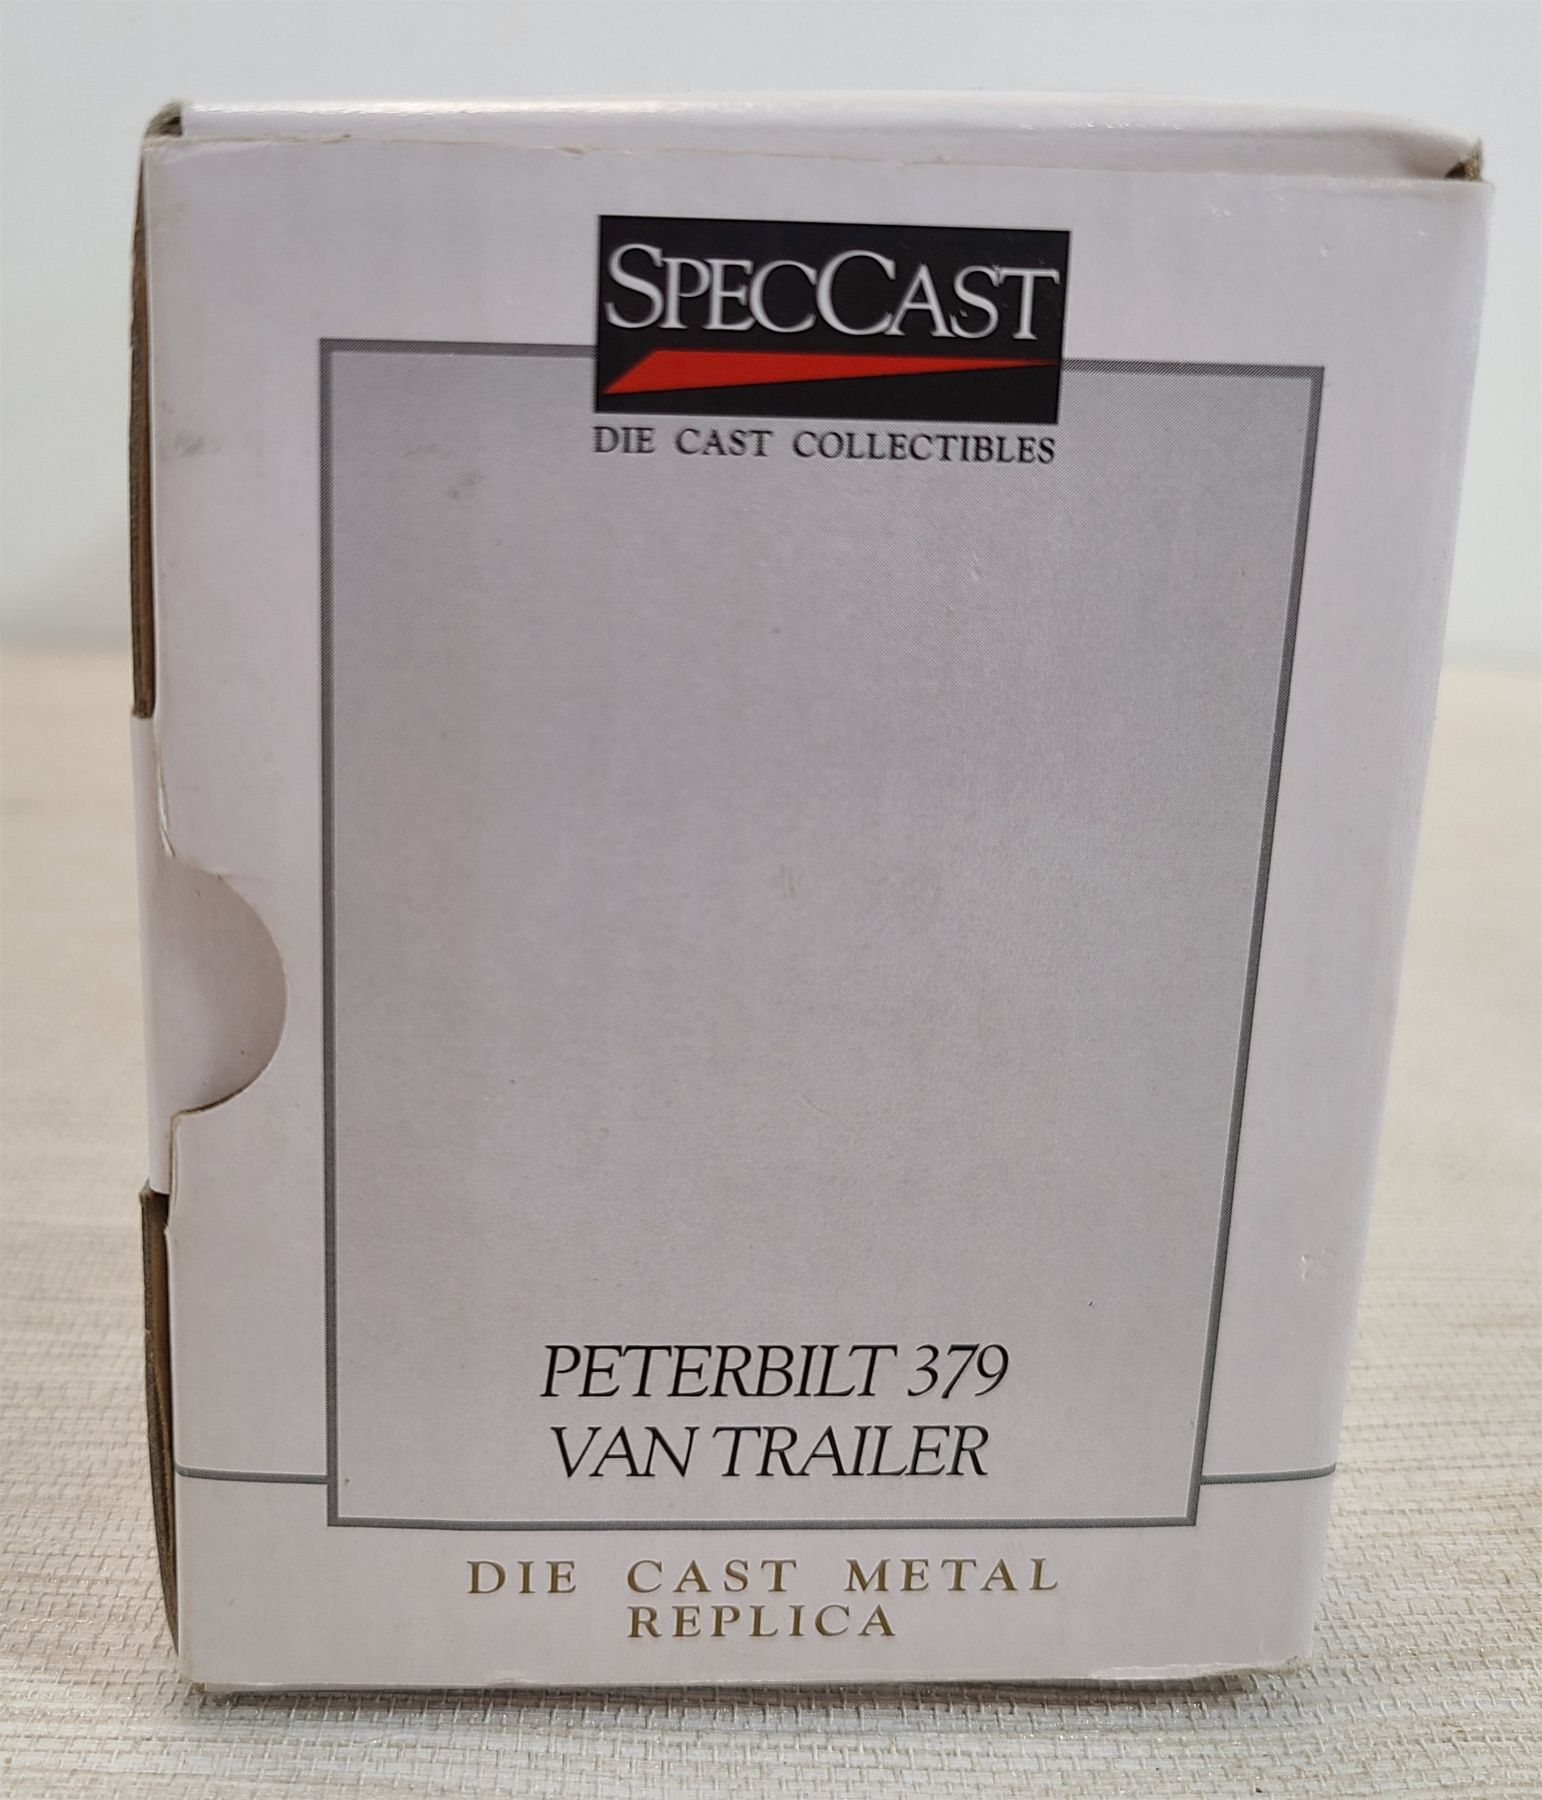 SPECCAST
DIE CAST COLLECTIBLES
PETERBILT 379
VAN TRAILER
DIE CAST METAL
REPLICA